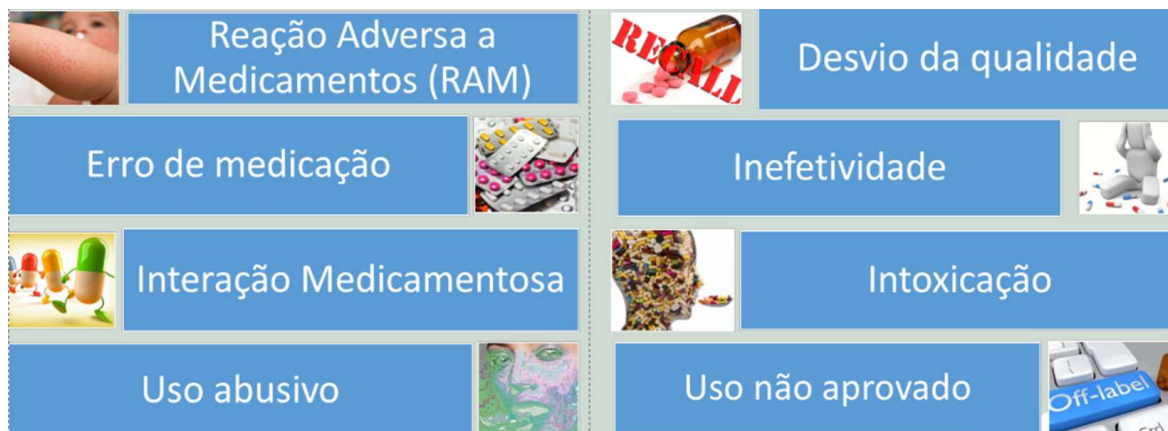 Reação Adversa a
Medicamentos (RAM)
Erro de medicação
Interação Medicamentosa
Uso abusivo
RECALL
Desvio da qualidade
Inefetividade
Intoxicação
Uso não aprovado
Off-label
Ctrl